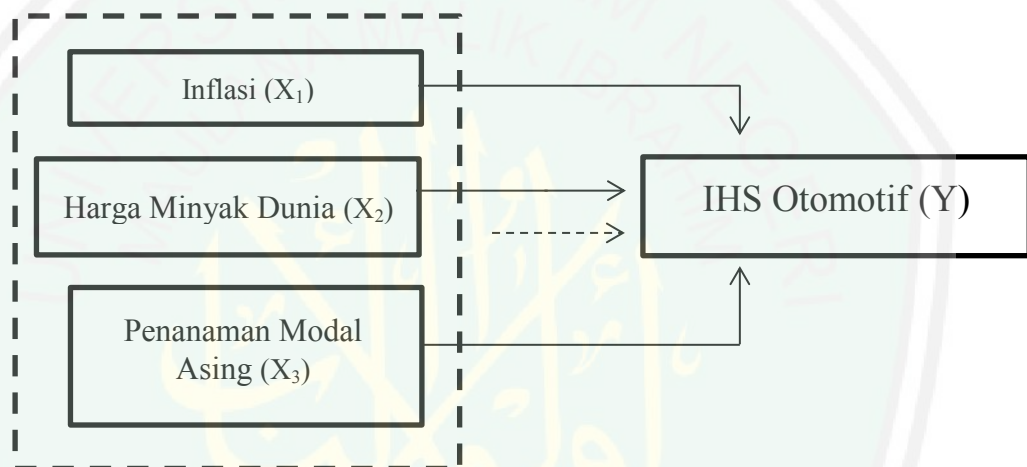 Inflasi (X₁)
Harga Minyak Dunia (X₂)
IHS Otomotif (Y)
Penanaman Modal
Asing (X₃)